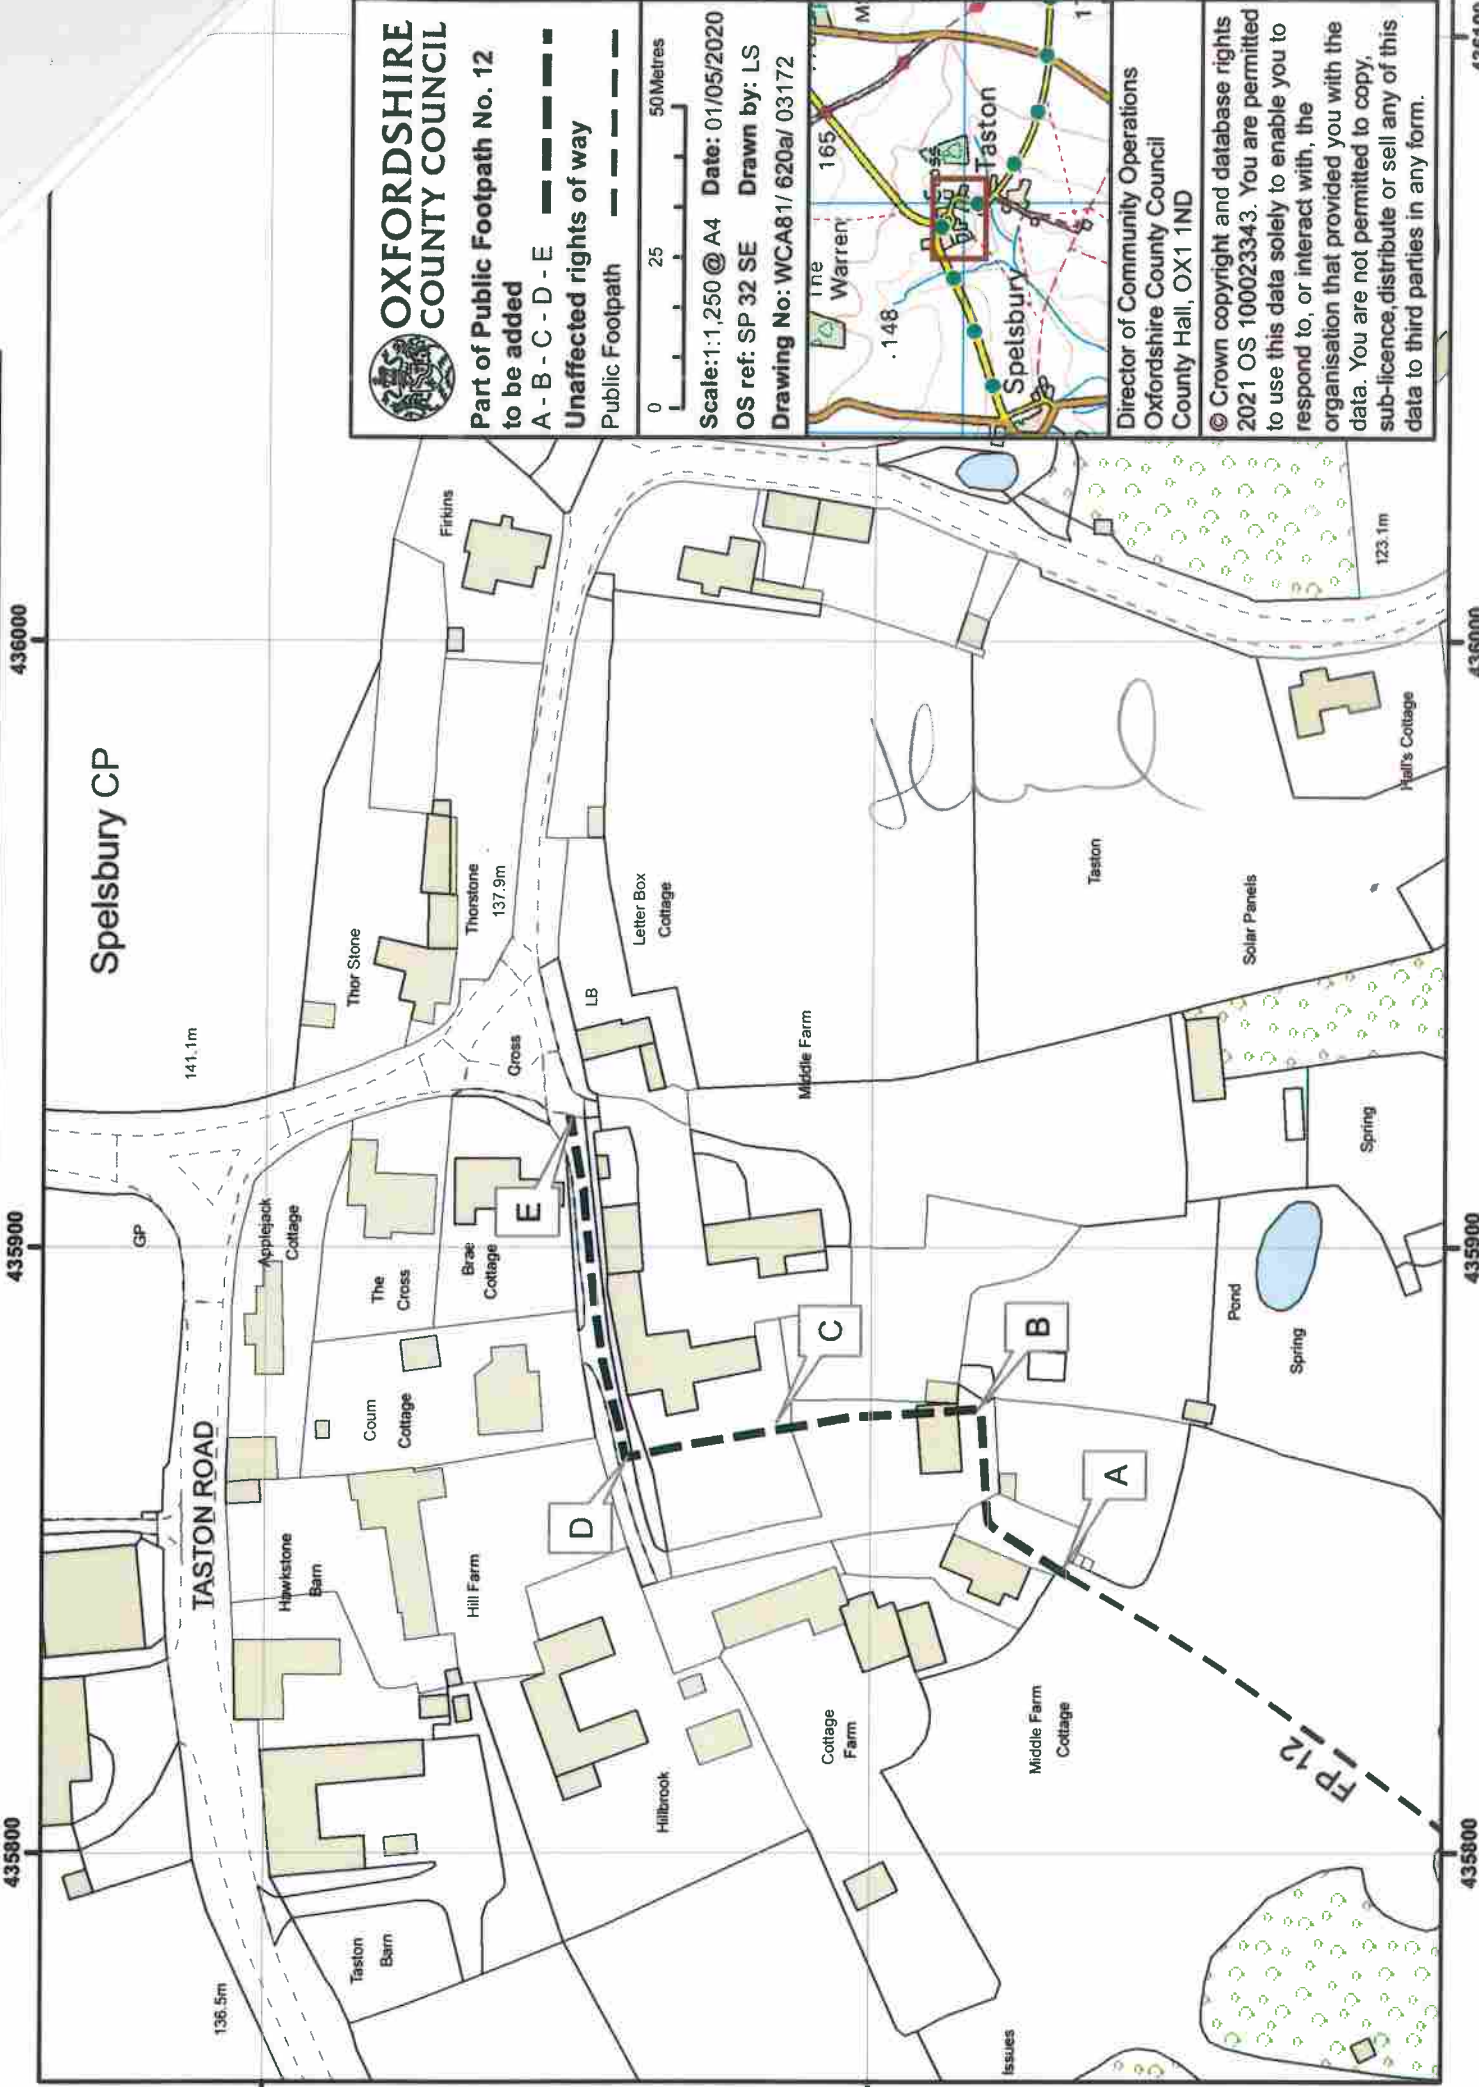 435800
435900
436000
Spelsbury CP
141.1m
GP
TASTON ROAD
136.5m
Taston
Barn
Hawkstone
Barn
Applejack
Cottage
The
Cross
Coum
Cottage
Brae
Cottage
Hill Farm
Hillbrook
Thor Stone
Thorstone
137.9m
Cross
Firkins
LB
Letter Box
Cottage
E
D
C
B
A
Middle Farm
Cottage
Farm
Middle Farm
Cottage
FP 12
Issues
Pond
Spring
Spring
Taston
Solar Panels
Hall's Cottage
123.1m
435800
435900
436000
OXFORDSHIRE
COUNTY COUNCIL
Part of Public Footpath No. 12
to be added
A - B - C - D - E
Unaffected rights of way
Public Footpath
0 25 50 Metres
Scale:1:1,250 @ A4 Date: 01/05/2020
OS ref: SP 32 SE Drawn by: LS
Drawing No: WCA81/ 620a/ 03172
The
Warren
165
.148
Spelsbury
Taston
Director of Community Operations
Oxfordshire County Council
County Hall, OX1 1ND
© Crown copyright and database rights
2021 OS 100023343. You are permitted
to use this data solely to enable you to
respond to, or interact with, the
organisation that provided you with the
data. You are not permitted to copy,
sub-licence,distribute or sell any of this
data to third parties in any form.